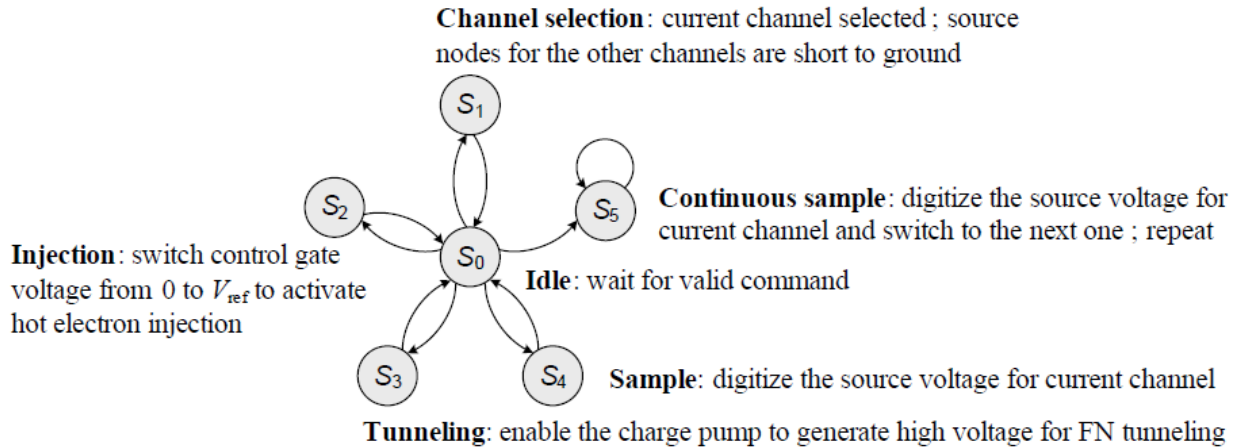 Channel selection: current channel selected ; source
nodes for the other channels are short to ground
S1
S2
S5
Continuous sample: digitize the source voltage for
current channel and switch to the next one ; repeat
Injection: switch control gate
voltage from 0 to Vref to activate
hot electron injection
S0
Idle: wait for valid command
S3
S4
Sample: digitize the source voltage for current channel
Tunneling: enable the charge pump to generate high voltage for FN tunneling